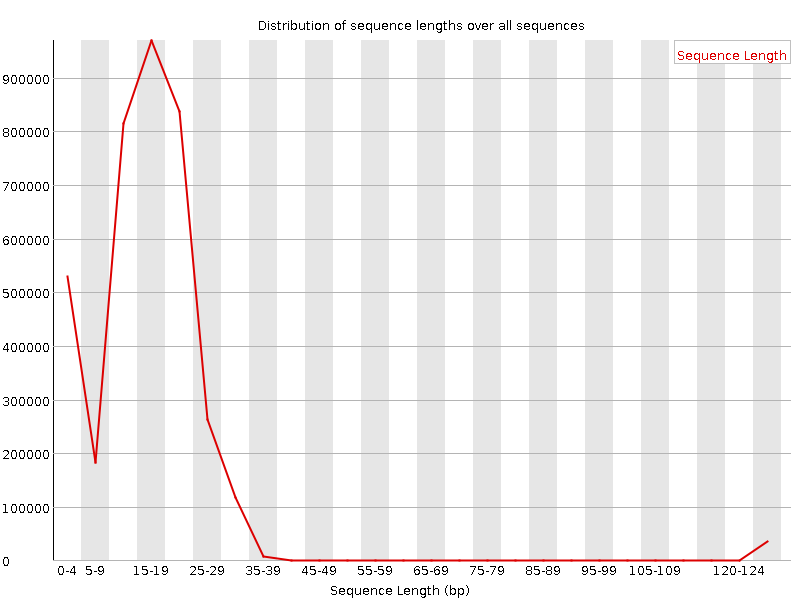 Distribution of sequence lengths over all sequences
Sequence Length
900000
800000
700000
600000
500000
400000
300000
200000
100000
0
0-4 5-9 15-19 25-29 35-39 45-49 55-59 65-69 75-79 85-89 95-99 105-109 120-124
Sequence Length (bp)